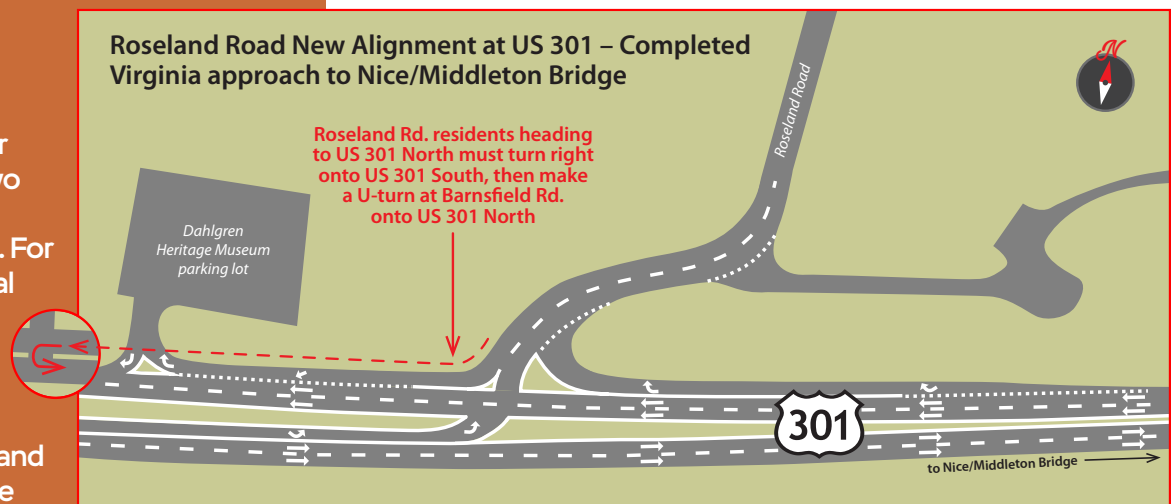 r
vo
. For
al
and
e
Roseland Road New Alignment at US 301 – Completed
Virginia approach to Nice/Middleton Bridge
N
Roseland Rd. residents heading
to US 301 North must turn right
onto US 301 South, then make
a U-turn at Barnsfield Rd.
onto US 301 North
Roseland Road
Dahlgren
Heritage Museum
parking lot
301
to Nice/Middleton Bridge